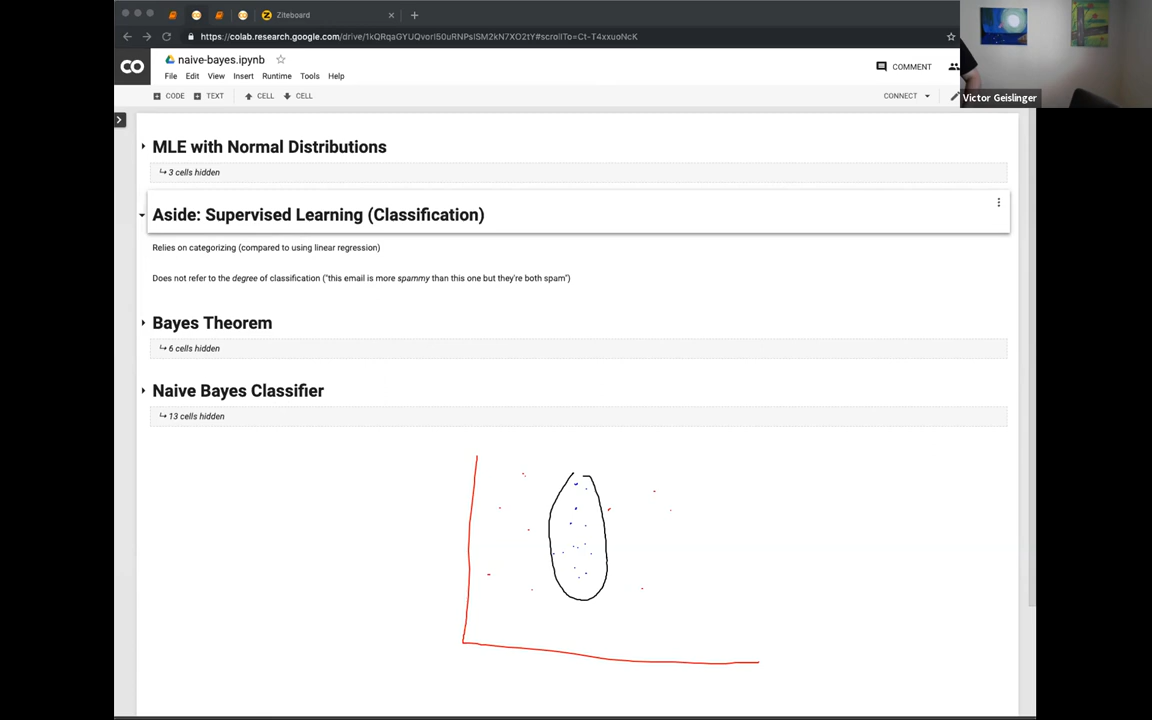 Ziteboard
https://colab.research.google.com/drive/1kQRqaGYUQvorI50uRNPsISM2kN7XO2tY#scrollTo=Ct-T4xxuoNcK
CO
naive-bayes.ipynb
File Edit View Insert Runtime Tools Help
COMMENT
CODE TEXT CELL CELL
CONNECT
Victor Geislinger
MLE with Normal Distributions
3 cells hidden
Aside: Supervised Learning (Classification)
Relies on categorizing (compared to using linear regression)
Does not refer to the degree of classification ("this email is more spammy than this one but they're both spam")
Bayes Theorem
6 cells hidden
Naive Bayes Classifier
13 cells hidden